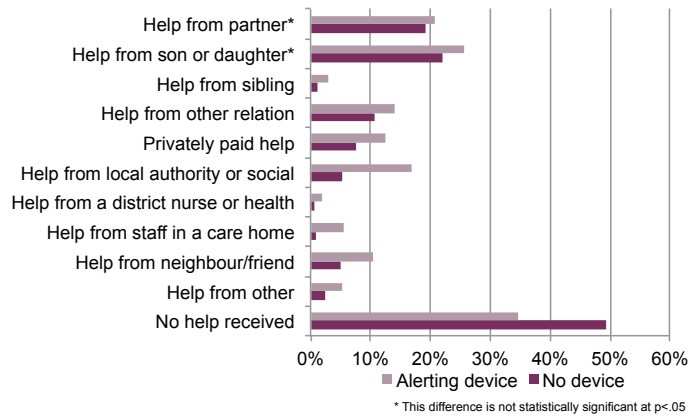 Help from partner*
Help from son or daughter*
Help from sibling
Help from other relation
Privately paid help
Help from local authority or social
Help from a district nurse or health
Help from staff in a care home
Help from neighbour/friend
Help from other
No help received
0% 10% 20% 30% 40% 50% 60%
Alerting device No device
* This difference is not statistically significant at p<.05